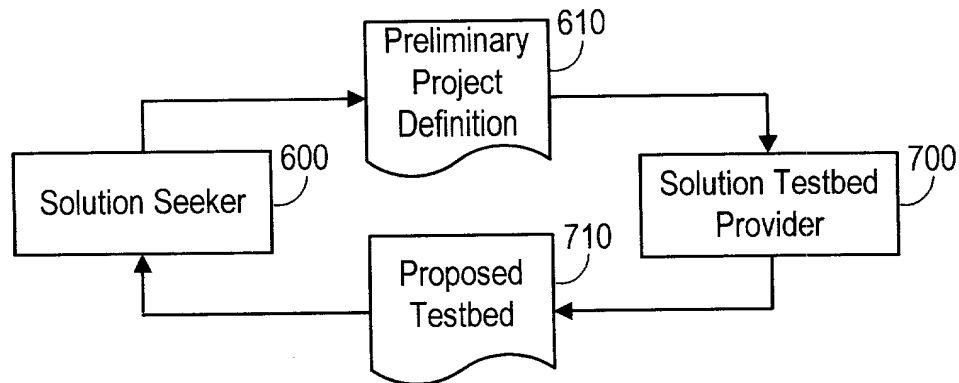 610
Preliminary
Project
Definition
600
Solution Seeker
700
Solution Testbed
Provider
710
Proposed
Testbed